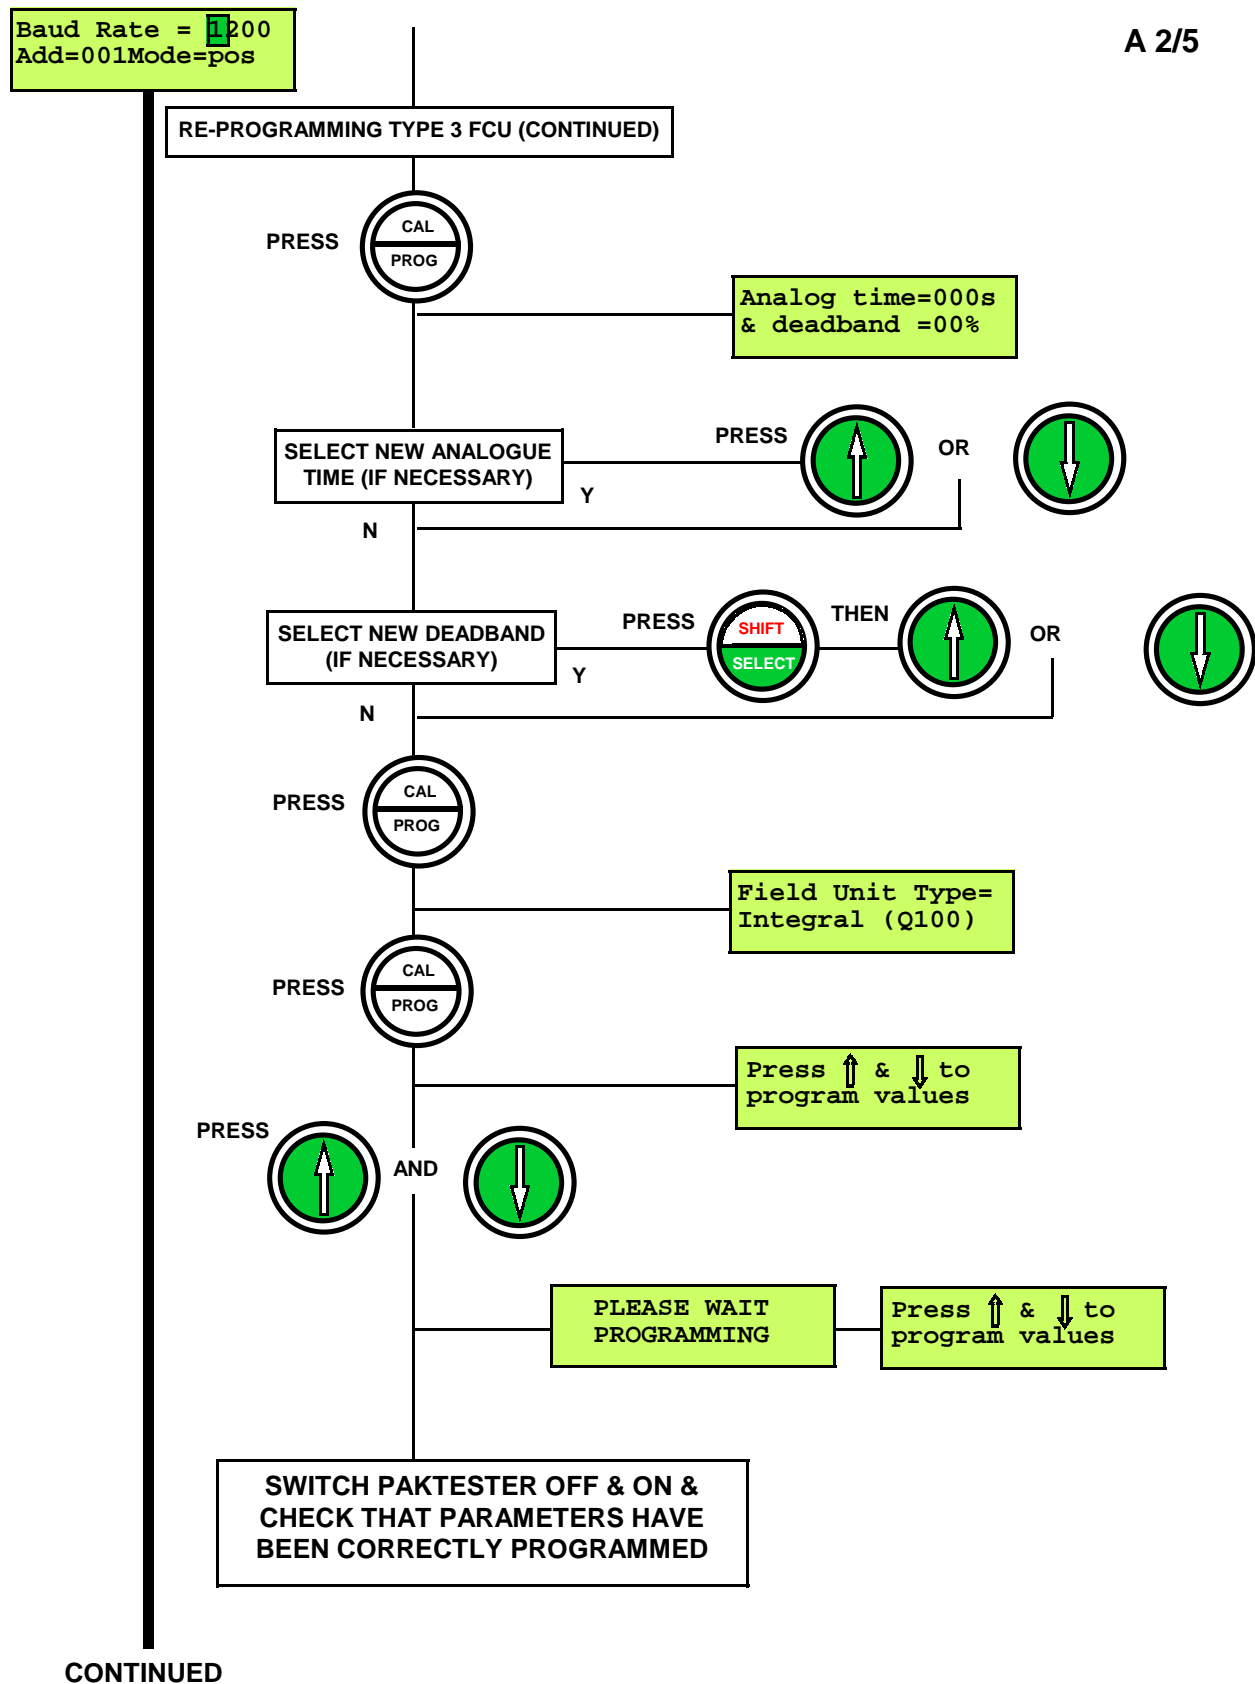 Baud Rate = 1200
Add=001Mode=pos
A 2/5
RE-PROGRAMMING TYPE 3 FCU (CONTINUED)
PRESS
CAL
PROG
Analog time=000s
& deadband =00%
SELECT NEW ANALOGUE
TIME (IF NECESSARY)
Y
PRESS
OR
N
SELECT NEW DEADBAND
(IF NECESSARY)
Y
PRESS
SHIFT
SELECT
THEN
OR
N
PRESS
CAL
PROG
Field Unit Type=
Integral (Q100)
PRESS
CAL
PROG
Press ⇑ & ⇓ to
program values
PRESS
AND
PLEASE WAIT
PROGRAMMING
Press ⇑ & ⇓ to
program values
SWITCH PAKTESTER OFF & ON &
CHECK THAT PARAMETERS HAVE
BEEN CORRECTLY PROGRAMMED
CONTINUED